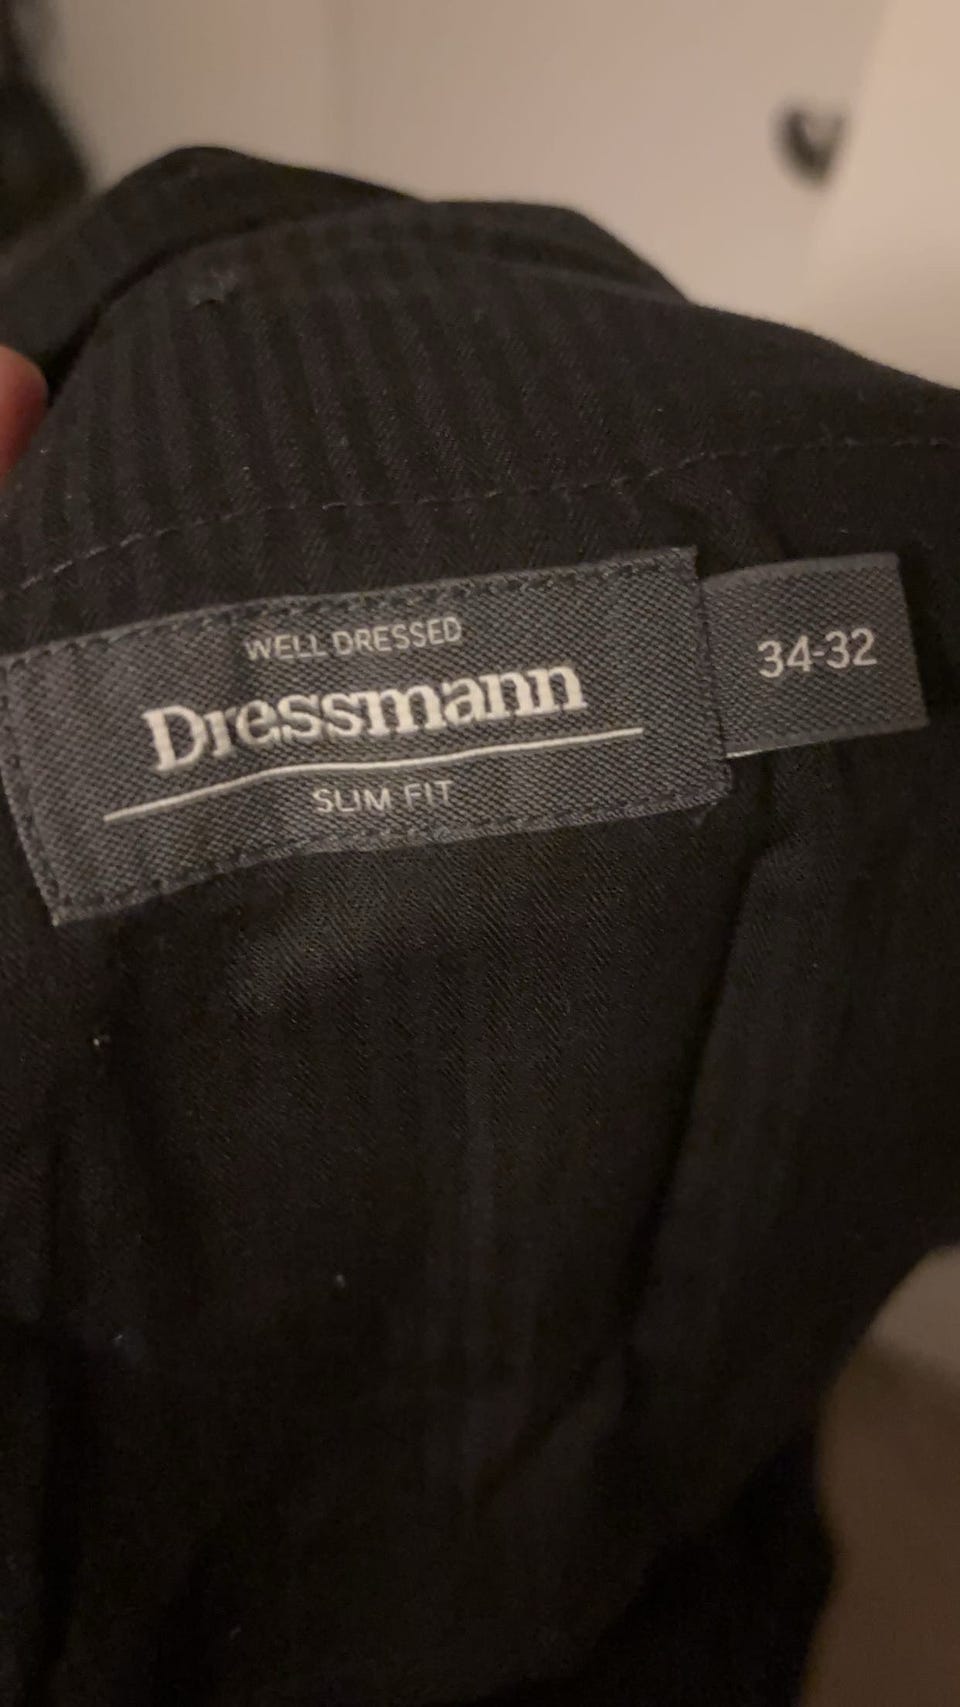 WELL DRESSED
Dressmann
SLIM FIT
34-32